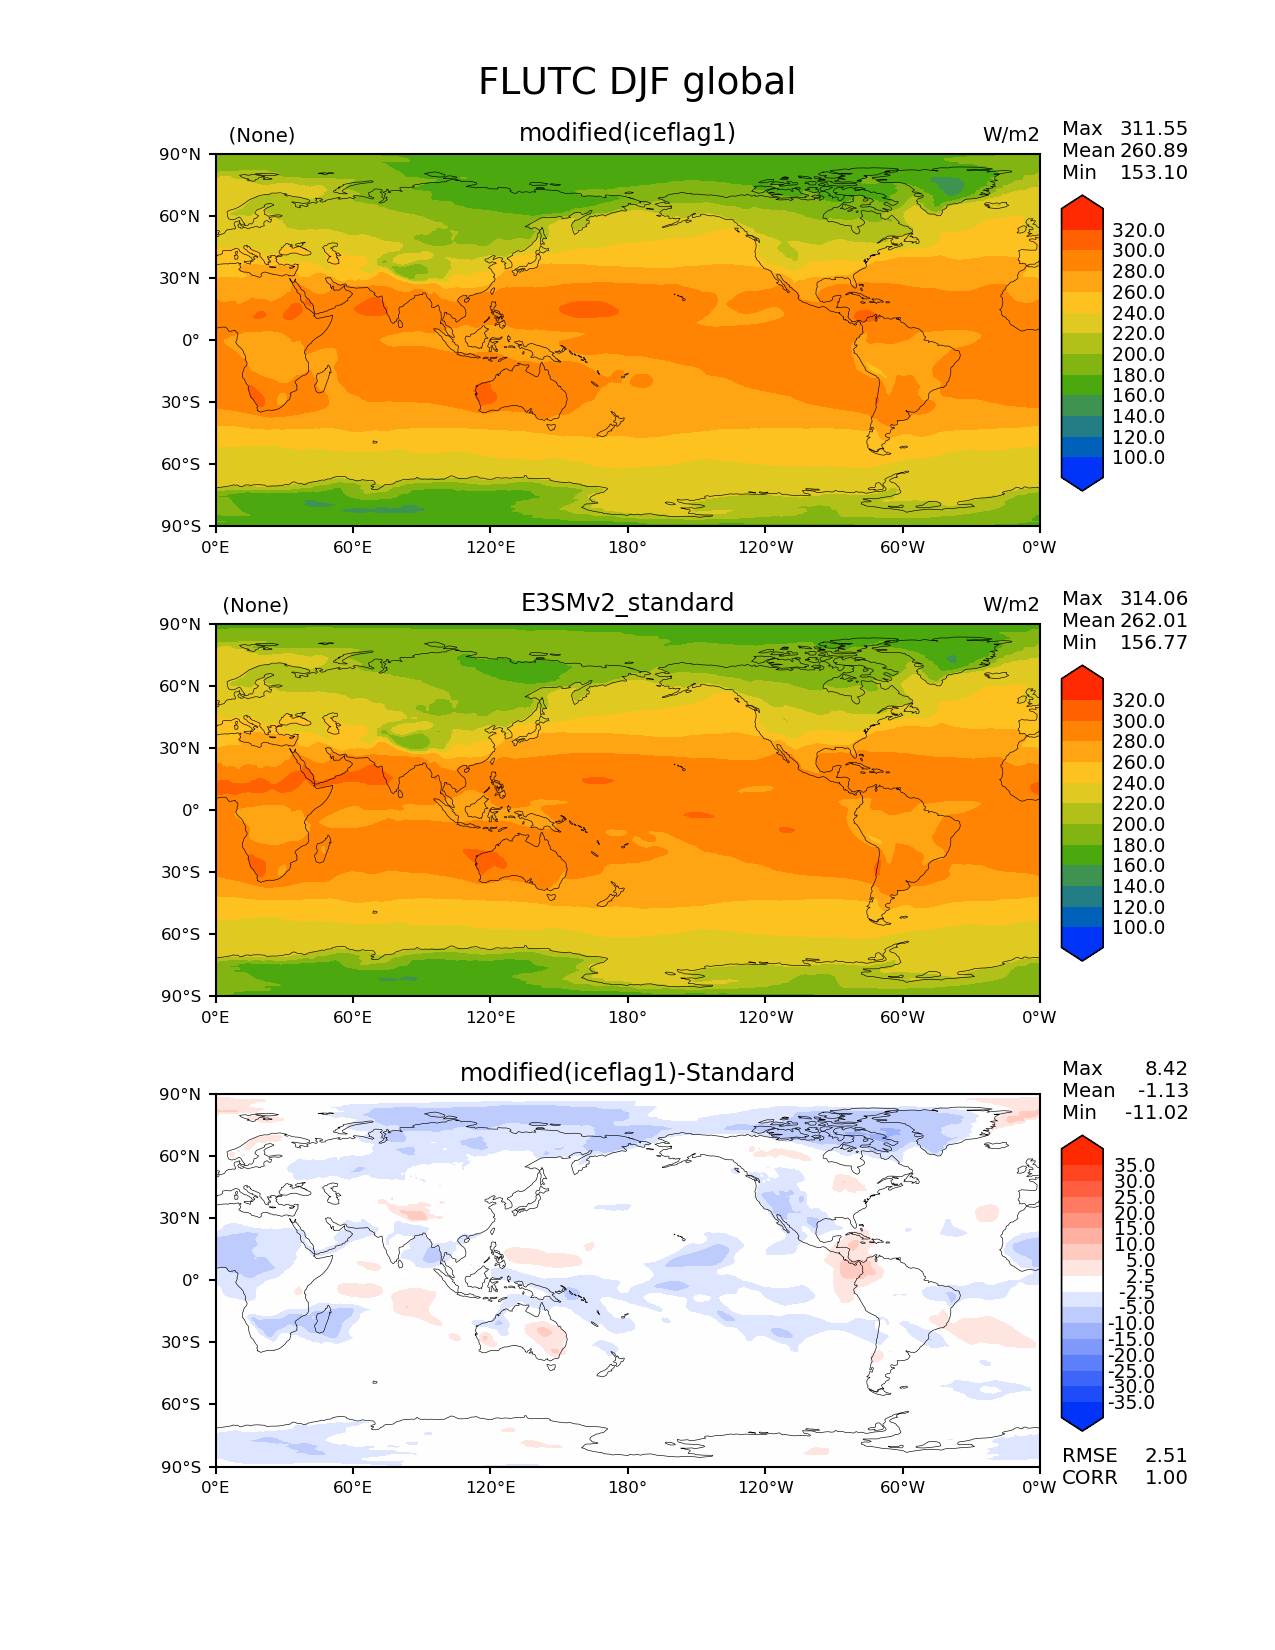 FLUTC DJF global
(None) modified(iceflag1) W/m2
Max 311.55
Mean 260.89
Min 153.10
90°N
60°N
30°N
0°
30°S
60°S
90°S
0°E 60°E 120°E 180° 120°W 60°W 0°W
320.0
300.0
280.0
260.0
240.0
220.0
200.0
180.0
160.0
140.0
120.0
100.0
(None) E3SMv2_standard W/m2
Max 314.06
Mean 262.01
Min 156.77
90°N
60°N
30°N
0°
30°S
60°S
90°S
0°E 60°E 120°E 180° 120°W 60°W 0°W
320.0
300.0
280.0
260.0
240.0
220.0
200.0
180.0
160.0
140.0
120.0
100.0
modified(iceflag1)-Standard
Max 8.42
Mean -1.13
Min -11.02
90°N
60°N
30°N
0°
30°S
60°S
90°S
0°E 60°E 120°E 180° 120°W 60°W 0°W
35.0
30.0
25.0
20.0
15.0
10.0
5.0
2.5
-2.5
-5.0
-10.0
-15.0
-20.0
-25.0
-30.0
-35.0
RMSE 2.51
CORR 1.00